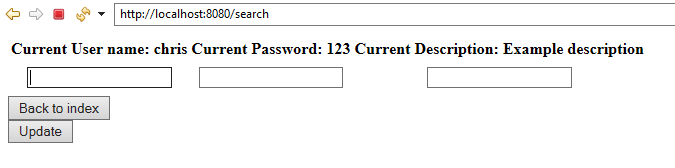 http://localhost:8080/search
Current User name: chris Current Password: 123 Current Description: Example description
Back to index
Update